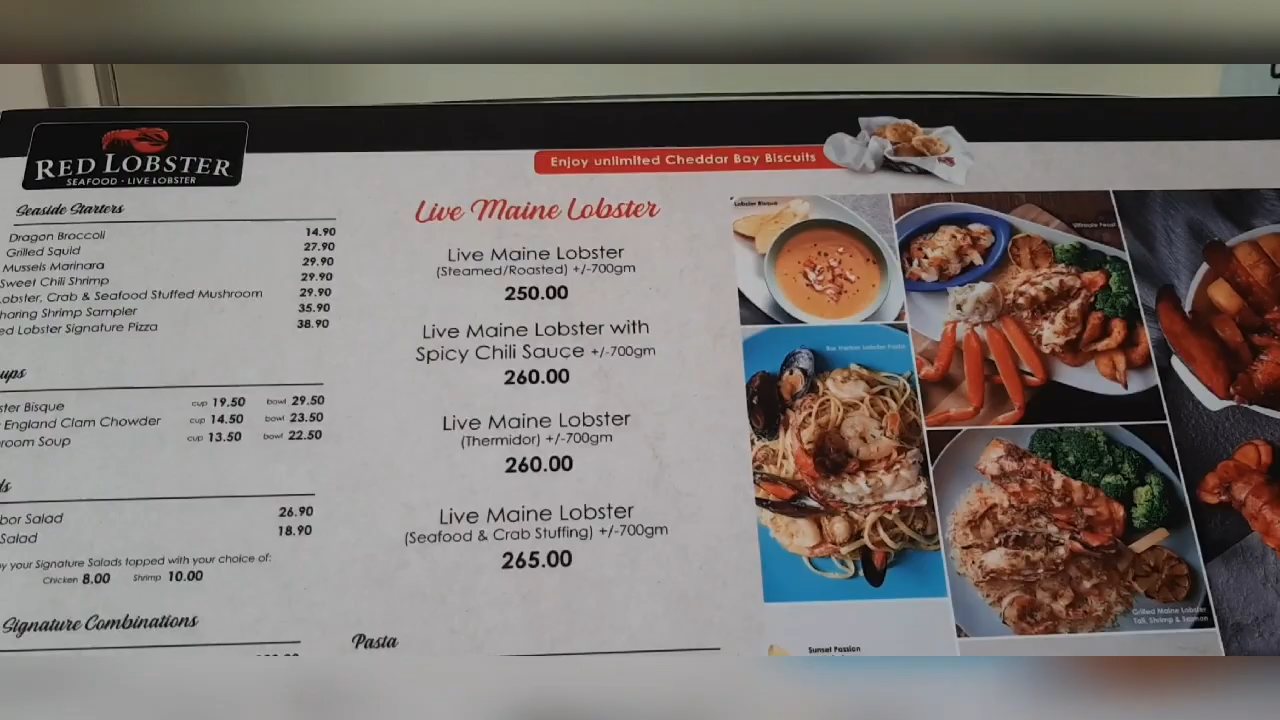 RED LOBSTER
SEAFOOD · LIVE LOBSTER
Enjoy unlimited Cheddar Bay Biscuits
Seaside Starters
Dragon Broccoli 14.90
Grilled Squid 27.90
Mussels Marinara 29.90
Sweet Chili Shrimp 29.90
obster, Crab & Seafood Stuffed Mushroom 29.90
haring Shrimp Sampler 35.90
ed Lobster Signature Pizza 38.90
ups
ster Bisque cup 19.50 bowl 29.50
England Clam Chowder cup 14.50 bowl 23.50
room Soup cup 13.50 bowl 22.50
ds
bor Salad 26.90
Salad 18.90
oy your Signature Salads topped with your choice of:
Chicken 8.00 Shrimp 10.00
Signature Combinations
Live Maine Lobster
Live Maine Lobster
(Steamed/Roasted) +/-700gm
250.00
Live Maine Lobster with
Spicy Chili Sauce +/-700gm
260.00
Live Maine Lobster
(Thermidor) +/-700gm
260.00
Live Maine Lobster
(Seafood & Crab Stuffing) +/-700gm
265.00
Pasta
Lobster Bisque
Ultimate Feast
Bar Harbor Lobster Pasta
Grilled Maine Lobster
Tail, Shrimp & Salmon
Sunset Passion